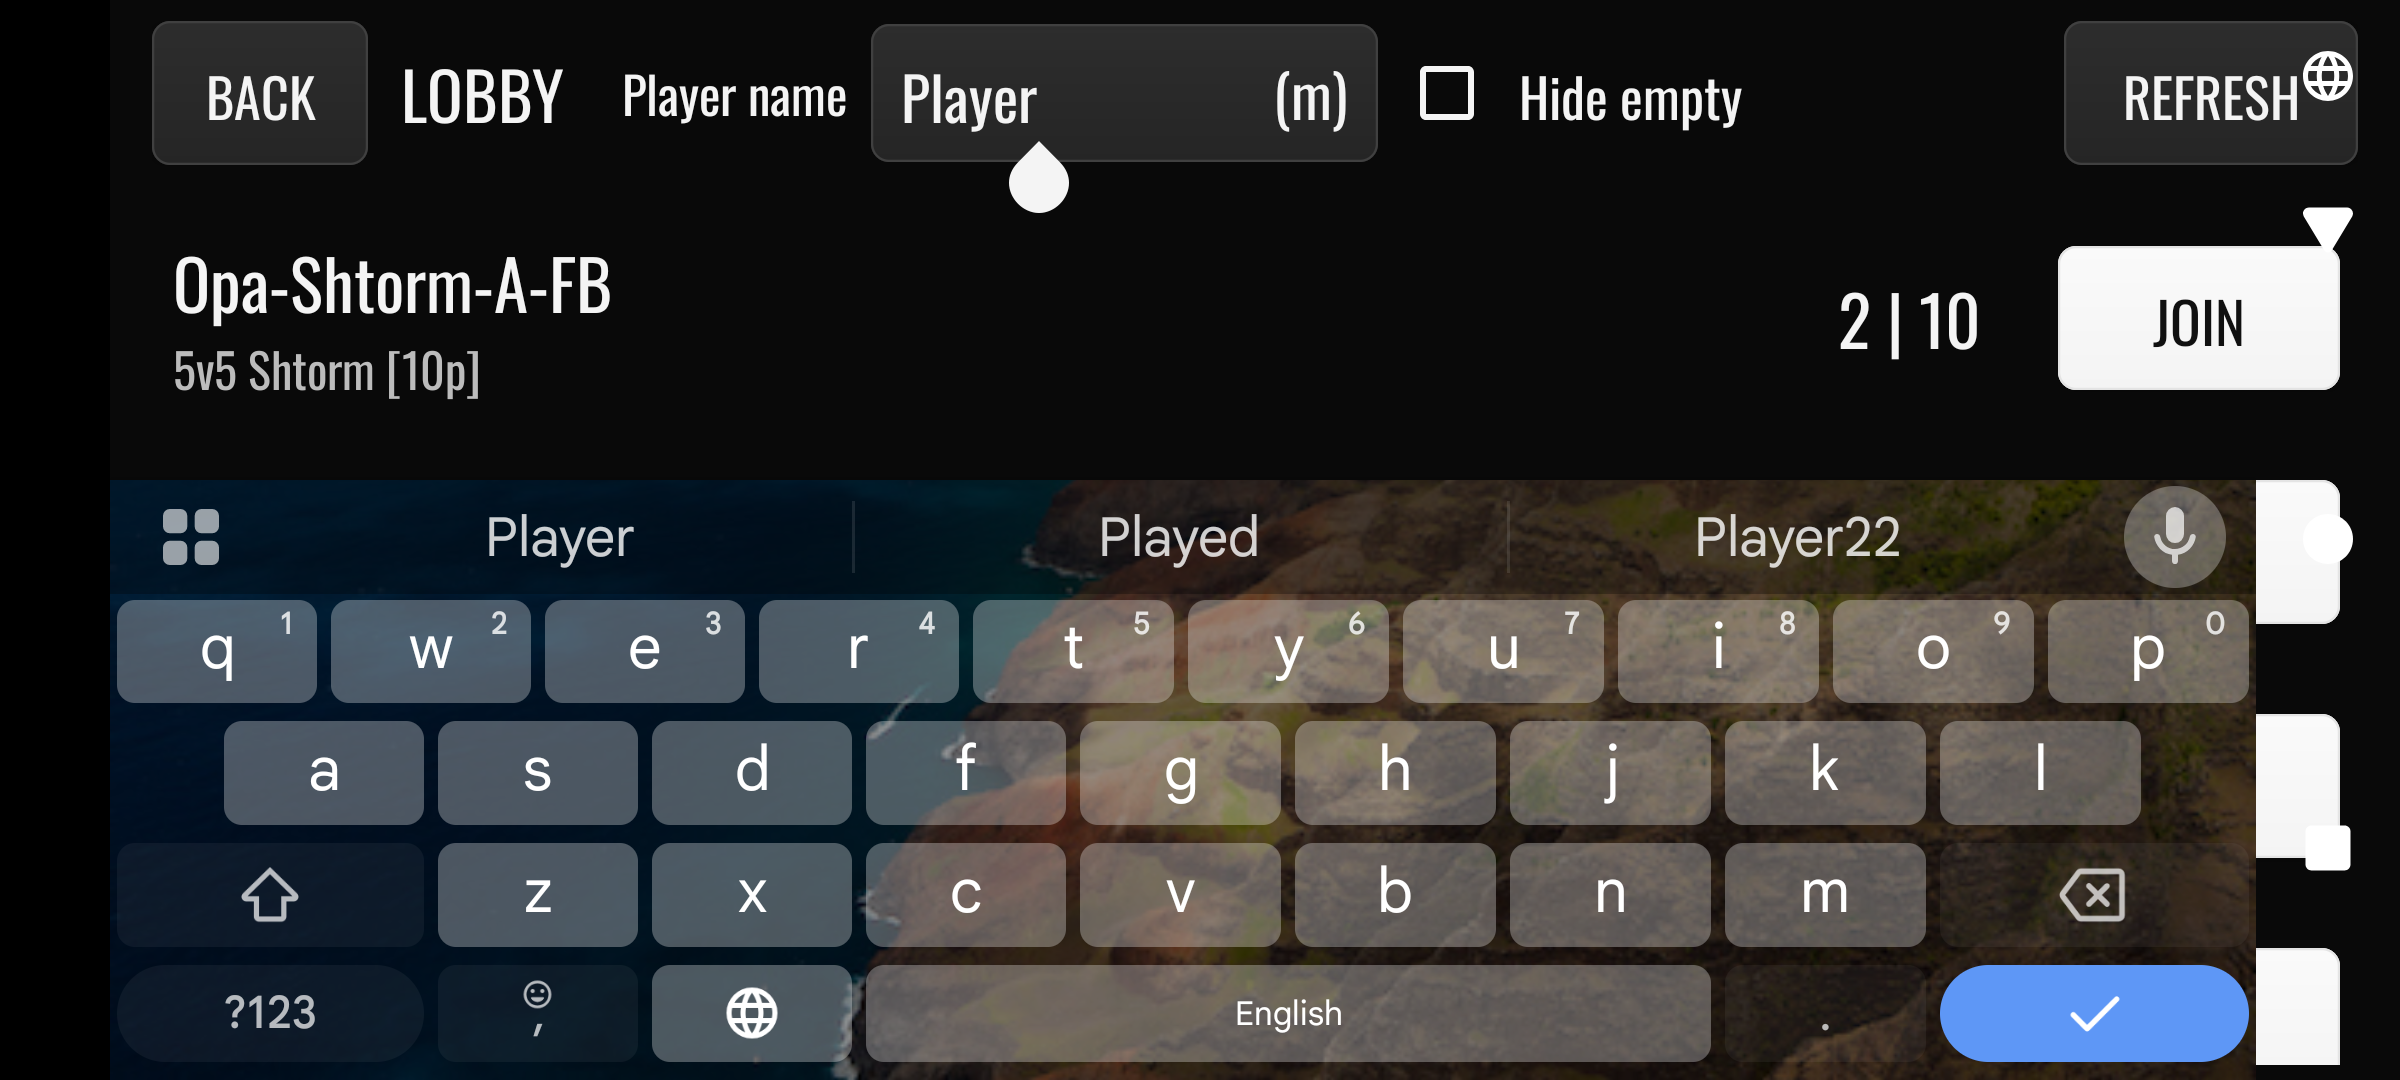 BACK LOBBY Player name Player (m) Hide empty REFRESH
Opa-Shtorm-A-FB
5v5 Shtorm [10p]
2 | 10 JOIN
Player Played Player22
q 1 w 2 e 3 r 4 t 5 y 6 u 7 i 8 o 9 p 0
a s d f g h j k l
z x c v b n m
?123 , English .